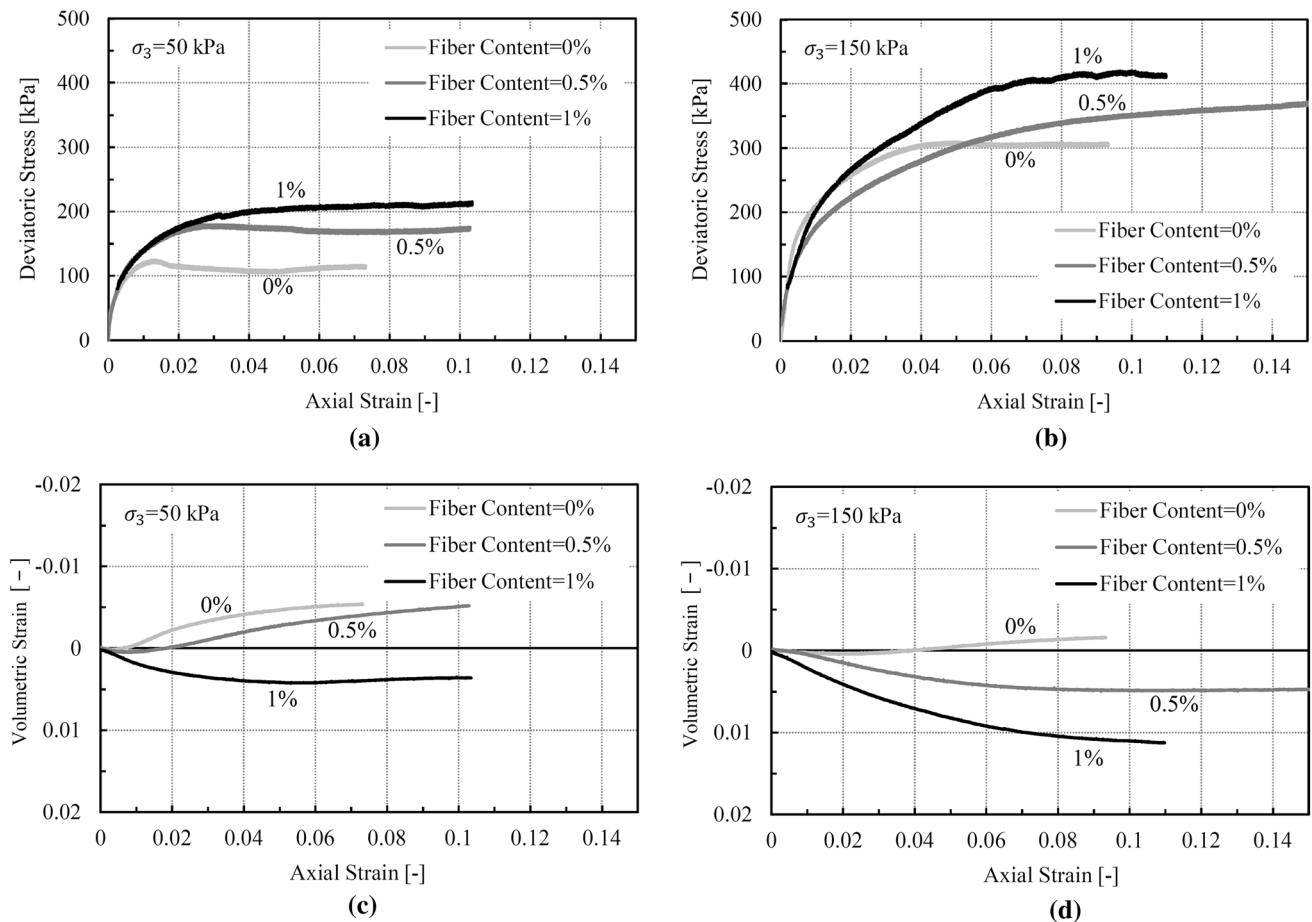 500
400
300
200
100
0
Deviatoric Stress [kPa]
σ3=50 kPa
Fiber Content=0%
Fiber Content=0.5%
Fiber Content=1%
1%
0.5%
0%
0 0.02 0.04 0.06 0.08 0.1 0.12 0.14
Axial Strain [-]
(a)
500
400
300
200
100
0
Deviatoric Stress [kPa]
σ3=150 kPa
1%
0.5%
0%
Fiber Content=0%
Fiber Content=0.5%
Fiber Content=1%
0 0.02 0.04 0.06 0.08 0.1 0.12 0.14
Axial Strain [-]
(b)
-0.02
-0.01
0
0.01
0.02
Volumetric Strain [ − ]
σ3=50 kPa
Fiber Content=0%
Fiber Content=0.5%
Fiber Content=1%
0%
0.5%
1%
0 0.02 0.04 0.06 0.08 0.1 0.12 0.14
Axial Strain [-]
(c)
-0.02
-0.01
0
0.01
0.02
Volumetric Strain [ − ]
σ3=150 kPa
Fiber Content=0%
Fiber Content=0.5%
Fiber Content=1%
0%
0.5%
1%
0 0.02 0.04 0.06 0.08 0.1 0.12 0.14
Axial Strain [-]
(d)